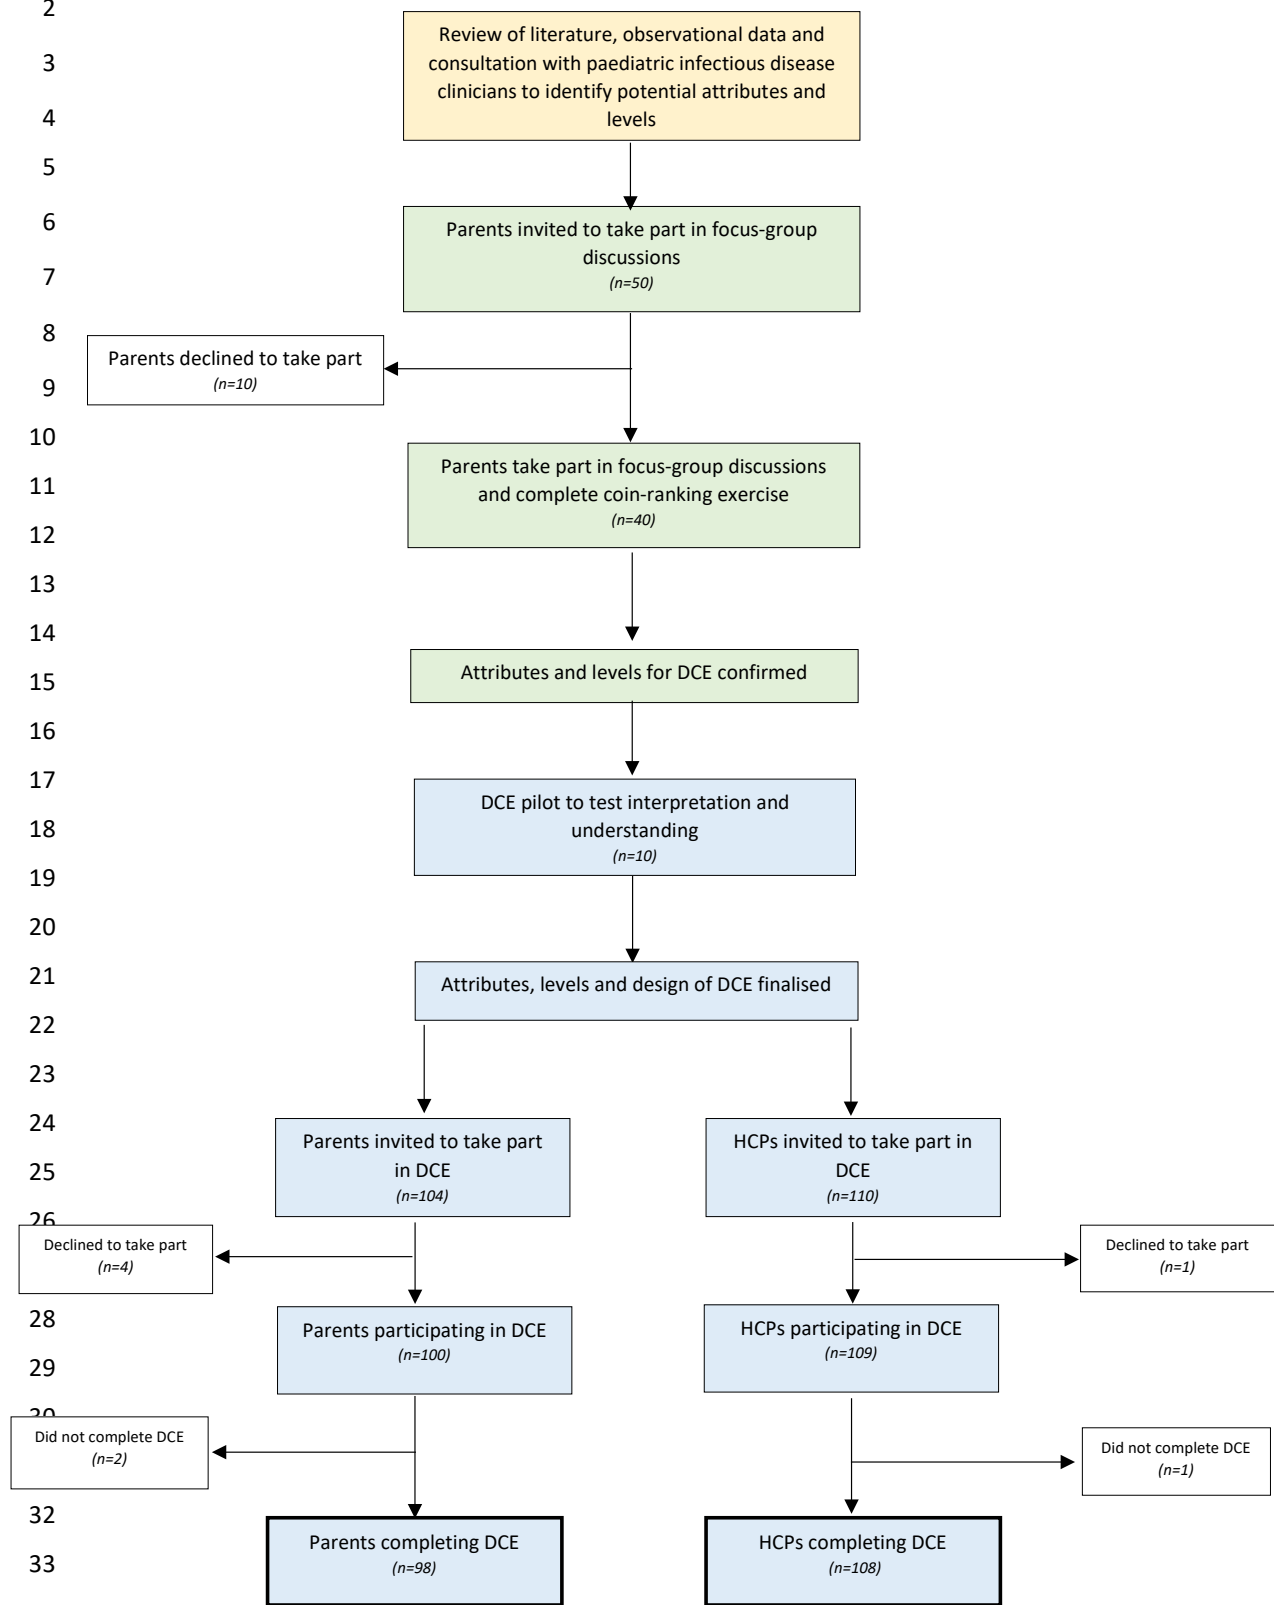 2
Review of literature, observational data and
3
consultation with paediatric infectious disease
clinicians to identify potential attributes and
4
levels
5
6
Parents invited to take part in focus-group
discussions
7
(n=50)
8
Parents declined to take part
(n=10)
9
10
Parents take part in focus-group discussions
11
and complete coin-ranking exercise
(n=40)
12
13
14
15
Attributes and levels for DCE confirmed
16
17
DCE pilot to test interpretation and
18
understanding
(n=10)
19
20
21
Attributes, levels and design of DCE finalised
22
23
24
Parents invited to take part
in DCE
(n=104)
HCPs invited to take part in
DCE
(n=110)
25
26
Declined to take part
(n=4)
Declined to take part
(n=1)
28
Parents participating in DCE
(n=100)
HCPs participating in DCE
(n=109)
29
30
Did not complete DCE
(n=2)
Did not complete DCE
(n=1)
32
Parents completing DCE
(n=98)
HCPs completing DCE
(n=108)
33